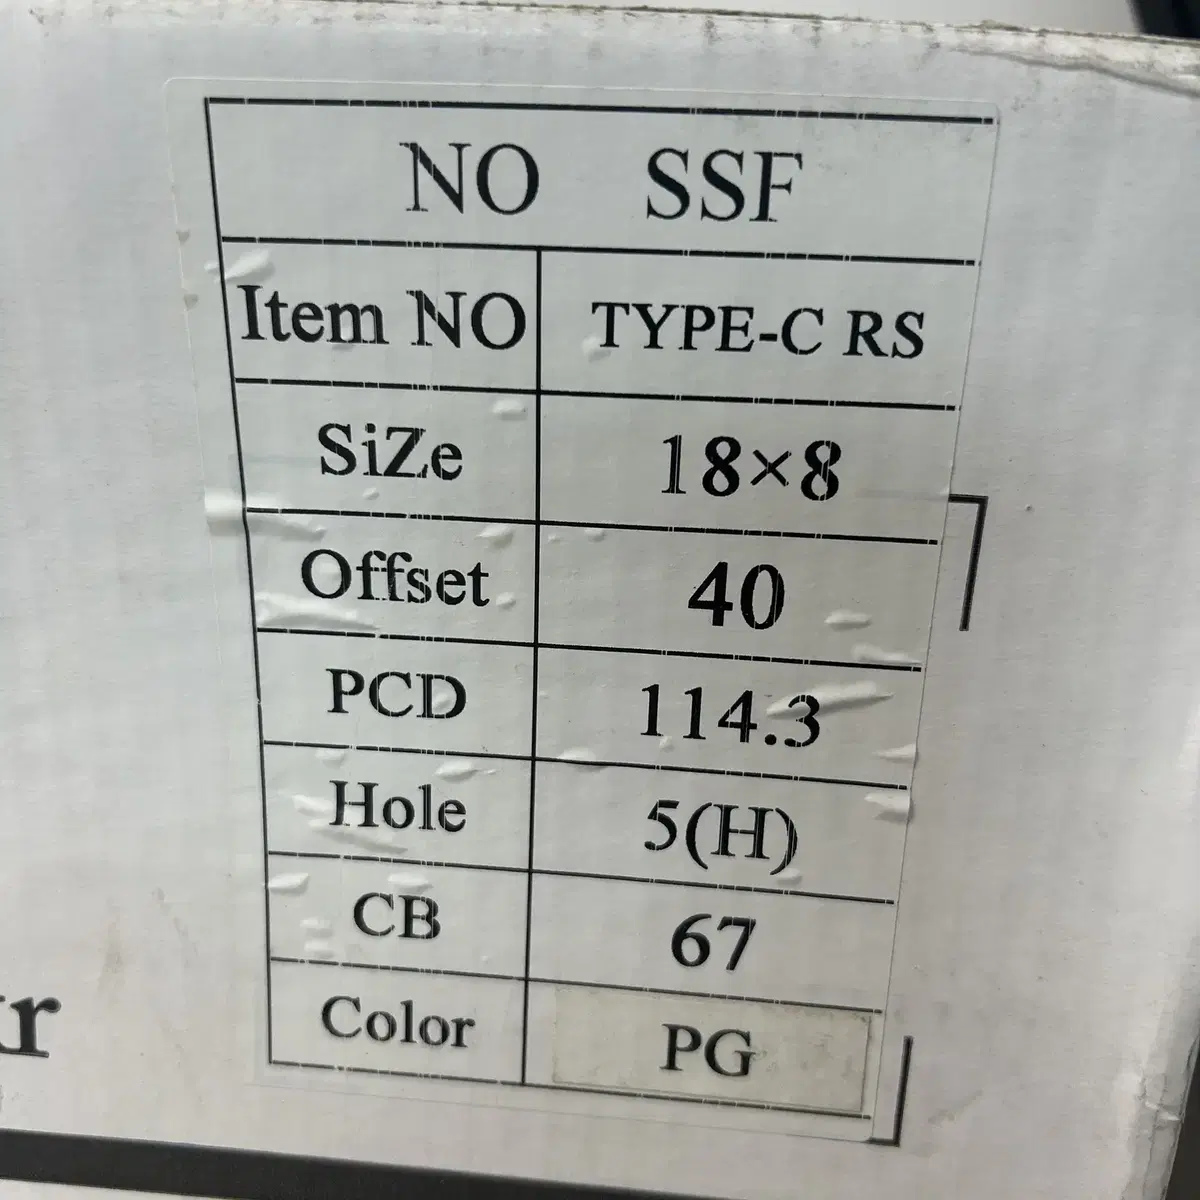 NO SSF
Item NO TYPE-C RS
SiZe 18×8
Offset 40
PCD 114.3
Hole 5(H)
CB 67
Color PG